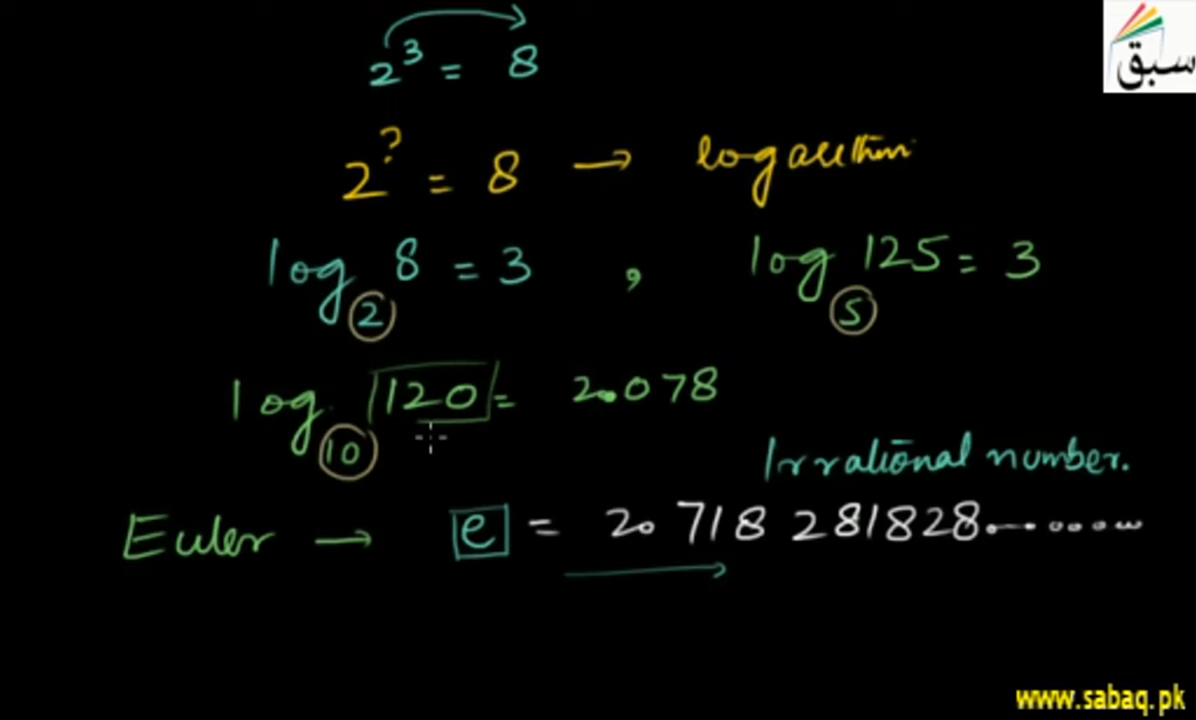 2³ = 8
سبق
2^? = 8 → logarithm
log₂ 8 = 3 , log₅ 125 = 3
log₁₀ 120 = 2.078
Irrational number.
Euler → e = 2.718281828........
www.sabaq.pk